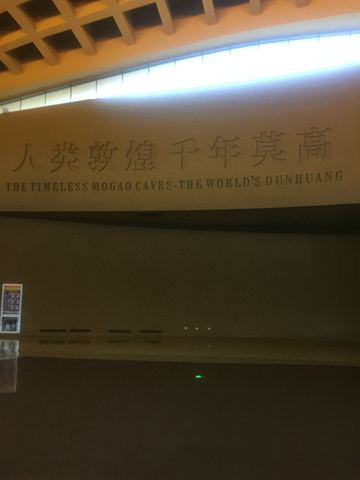 人类敦煌千年莫高
THE TIMELESS MOGAO CAVES-THE WORLD'S DUNHUANG